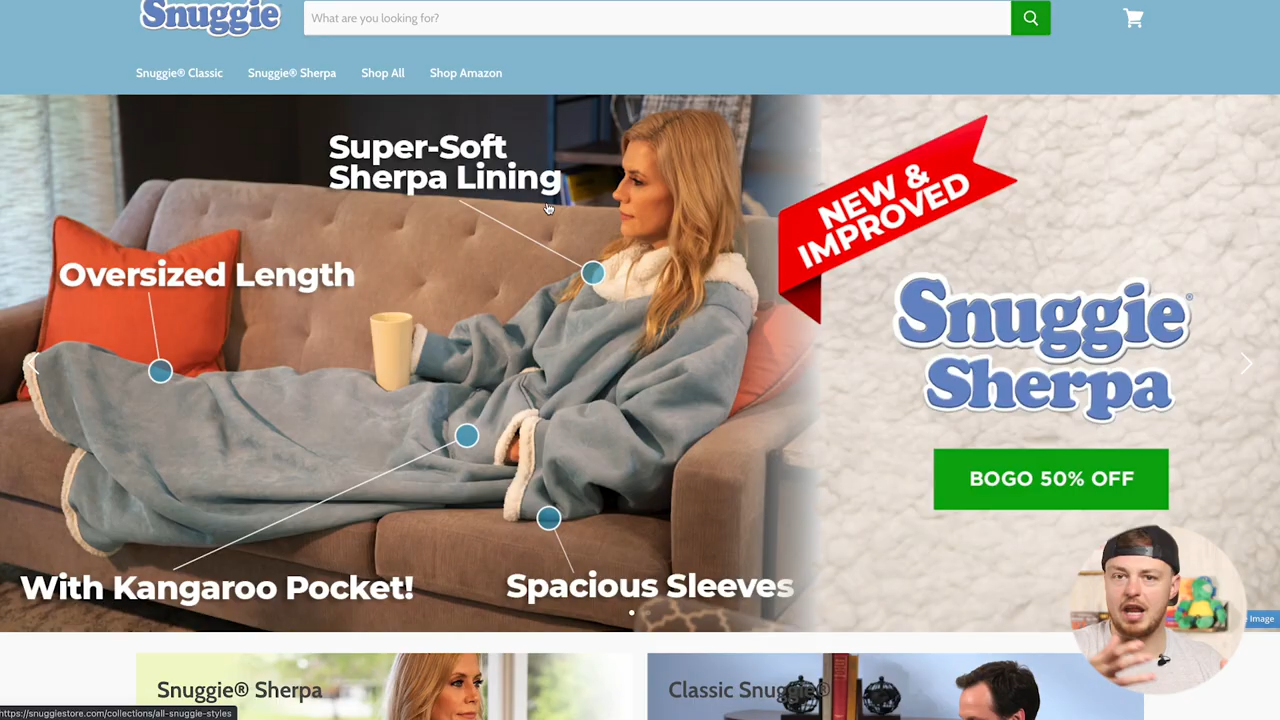 Snuggie
What are you looking for?
Snuggie® Classic
Snuggie® Sherpa
Shop All
Shop Amazon
Super-Soft
Sherpa Lining
Oversized Length
With Kangaroo Pocket!
Spacious Sleeves
NEW &
IMPROVED
Snuggie®
Sherpa
BOGO 50% OFF
Image
Snuggie® Sherpa
Classic Snuggie®
https://snuggiestore.com/collections/all-snuggie-styles